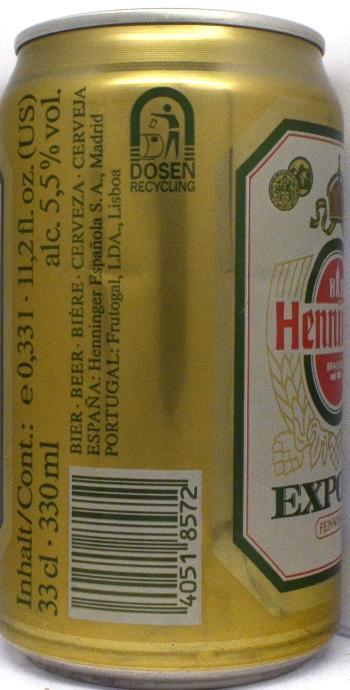 Inhalt/Cont.: e 0,33 l · 11,2 fl. oz. (US)
33 cl · 330 ml alc. 5,5 % vol.
BIER · BEER · BIÈRE · CERVEZA · CERVEJA
ESPAÑA: Henninger Española S. A., Madrid
PORTUGAL: Frutogal, LDA., Lisboa
4051 8572
DOSEN
RECYCLING
Henni
EXPO